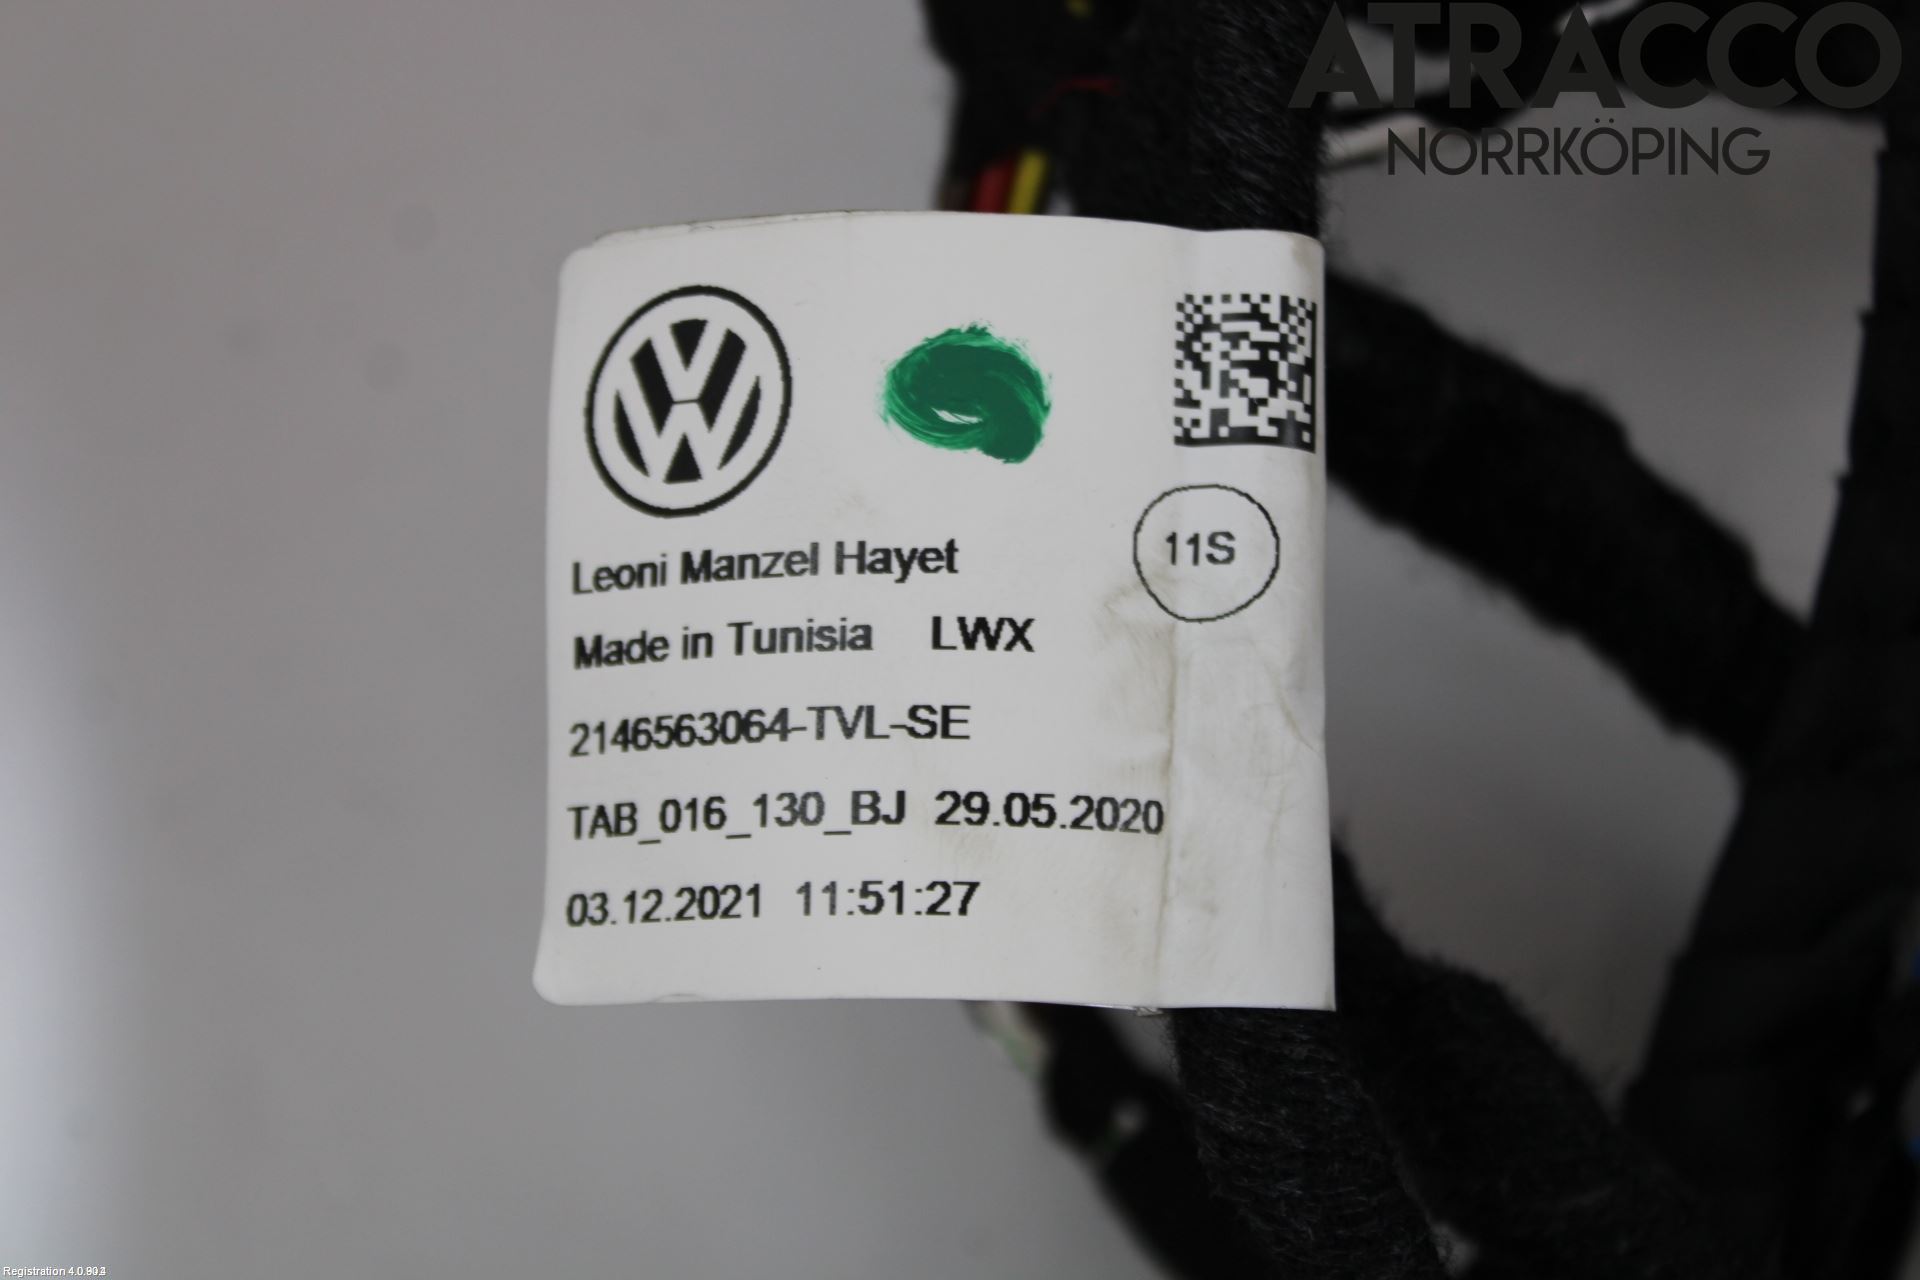 ATRACCO
NORRKÖPING
11S
Leoni Manzel Hayet
Made in Tunisia LWX
2146563064-TVL-SE
TAB_016_130_BJ 29.05.2020
03.12.2021 11:51:27
Registration